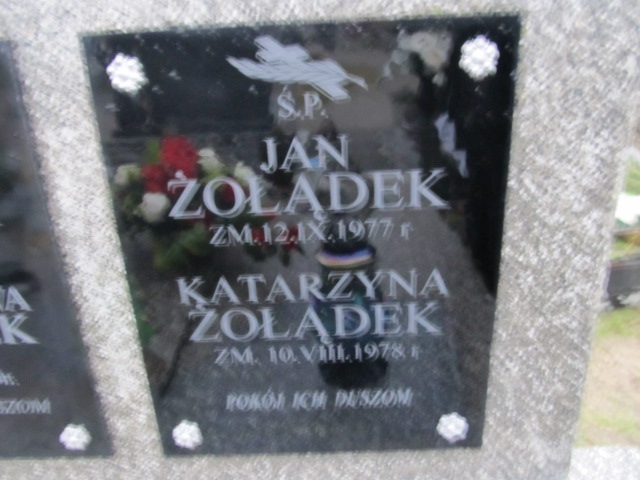 Ś.P.
JAN
ŻOŁĄDEK
ZM. 12.IX.1977 r
KATARZYNA
ŻOŁĄDEK
ZM. 10.VIII.1978 r
POKÓJ ICH DUSZOM